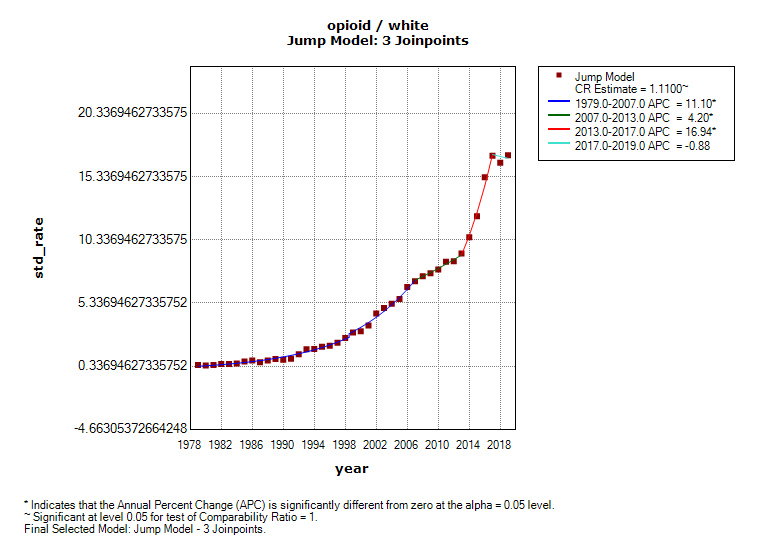 opioid / white
Jump Model: 3 Joinpoints
20.3369462733575
15.3369462733575
10.3369462733575
5.33694627335752
0.33694627335752
-4.66305372664248
std_rate
1978 1982 1986 1990 1994 1998 2002 2006 2010 2014 2018
year
Jump Model
CR Estimate = 1.1100~
1979.0-2007.0 APC = 11.10*
2007.0-2013.0 APC = 4.20*
2013.0-2017.0 APC = 16.94*
2017.0-2019.0 APC = -0.88
* Indicates that the Annual Percent Change (APC) is significantly different from zero at the alpha = 0.05 level.
~ Significant at level 0.05 for test of Comparability Ratio = 1.
Final Selected Model: Jump Model - 3 Joinpoints.